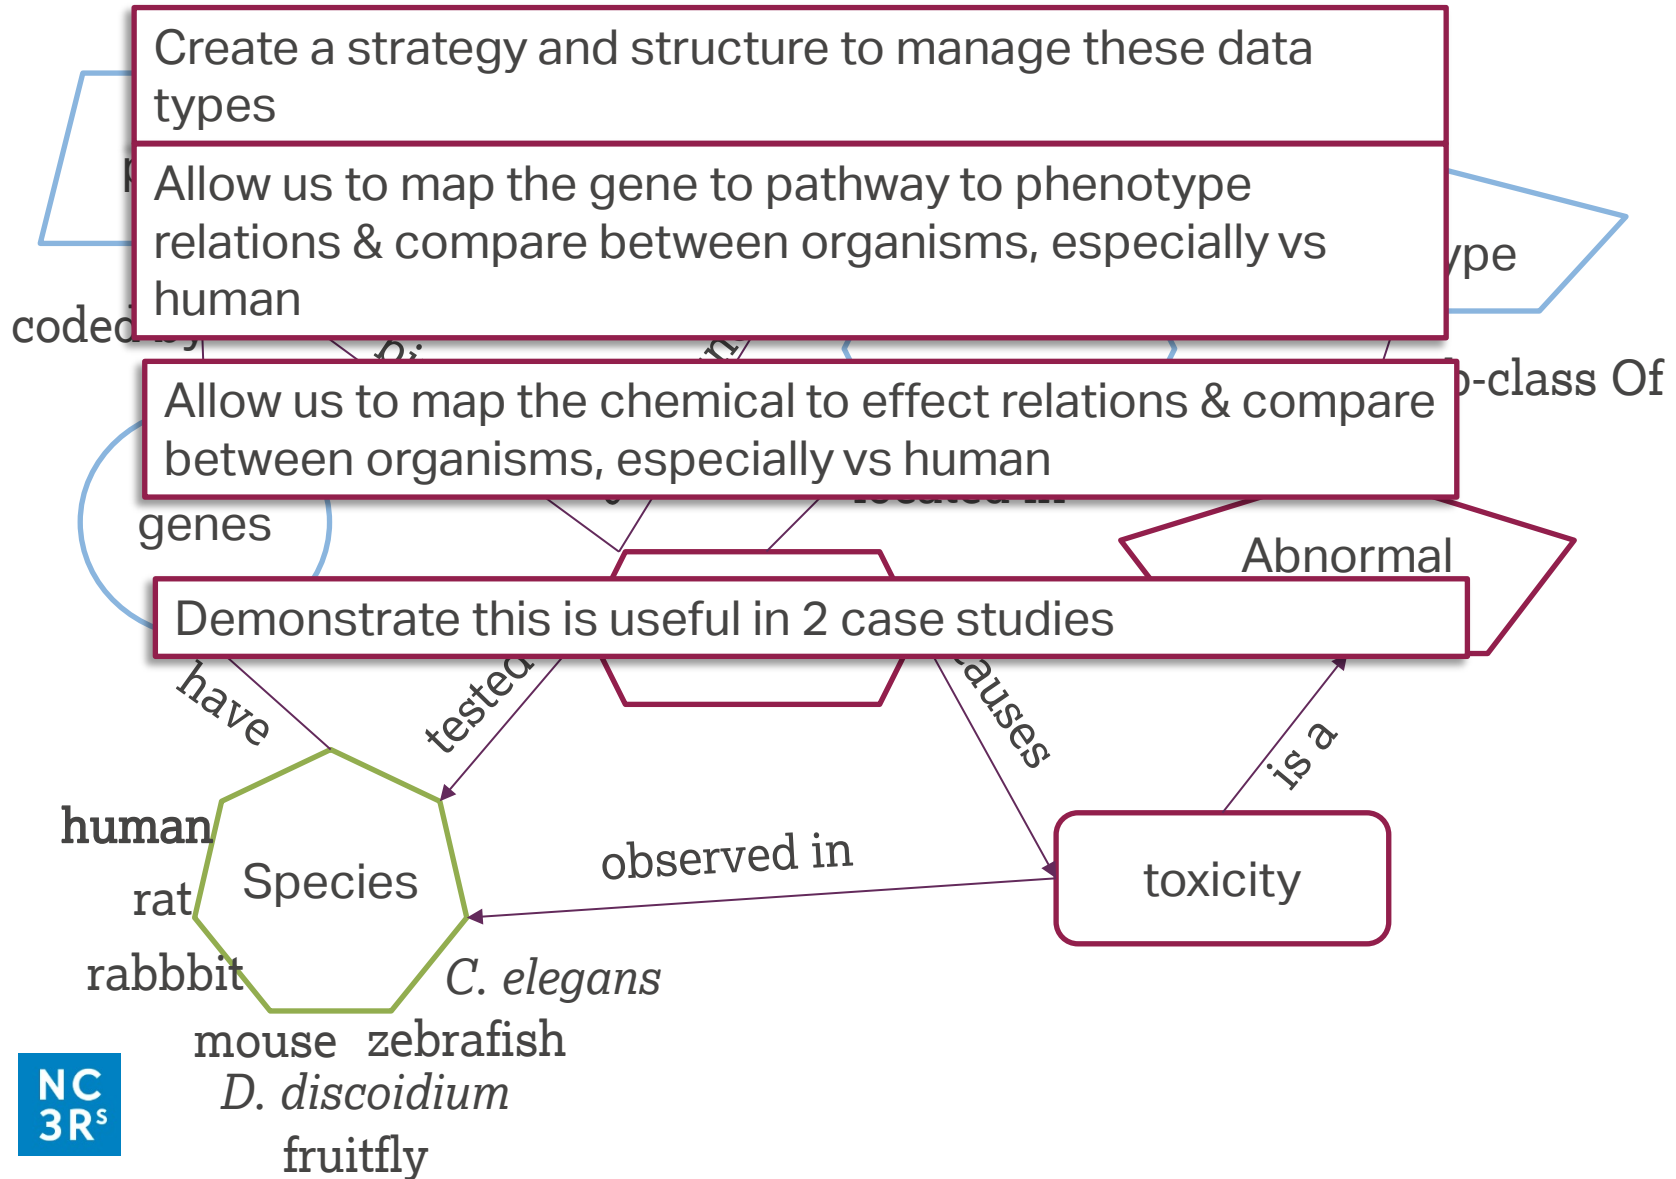 Create a strategy and structure to manage these data
types
Allow us to map the gene to pathway to phenotype
relations & compare between organisms, especially vs
human
coded by
Allow us to map the chemical to effect relations & compare
between organisms, especially vs human
-class Of
genes
Abnormal
Demonstrate this is useful in 2 case studies
have
tested
causes
is a
human
rat
rabbbit
Species
observed in
toxicity
C. elegans
mouse zebrafish
D. discoidium
fruitfly
NC
3Rs